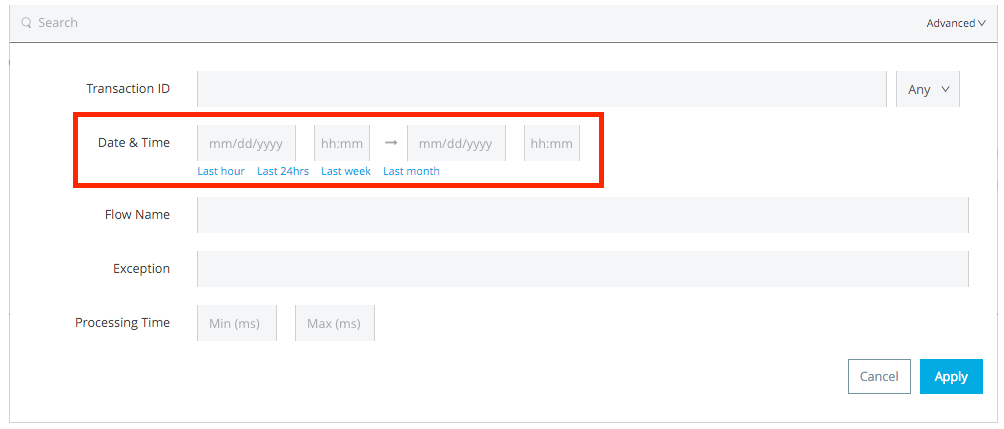 Search Advanced
Transaction ID Any
Date & Time mm/dd/yyyy hh:mm → mm/dd/yyyy hh:mm
Last hour Last 24hrs Last week Last month
Flow Name
Exception
Processing Time Min (ms) Max (ms)
Cancel Apply